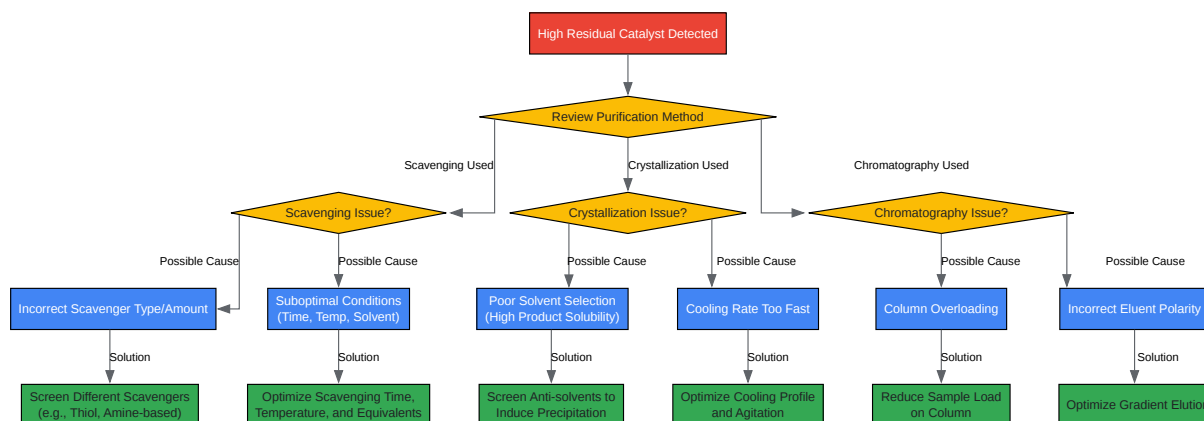 High Residual Catalyst Detected
Review Purification Method
Scavenging Used
Crystallization Used
Chromatography Used
Scavenging Issue?
Crystallization Issue?
Chromatography Issue?
Possible Cause
Possible Cause
Possible Cause
Possible Cause
Possible Cause
Possible Cause
Incorrect Scavenger Type/Amount
Suboptimal Conditions
(Time, Temp, Solvent)
Poor Solvent Selection
(High Product Solubility)
Cooling Rate Too Fast
Column Overloading
Incorrect Eluent Polarity
Solution
Solution
Solution
Solution
Solution
Solution
Screen Different Scavengers
(e.g., Thiol, Amine-based)
Optimize Scavenging Time,
Temperature, and Equivalents
Screen Anti-solvents to
Induce Precipitation
Optimize Cooling Profile
and Agitation
Reduce Sample Load
on Column
Optimize Gradient Elution